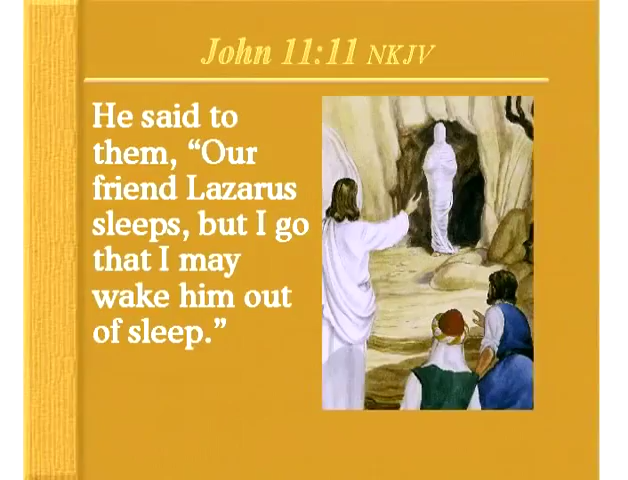 John 11:11 NKJV
He said to
them, “Our
friend Lazarus
sleeps, but I go
that I may
wake him out
of sleep.”